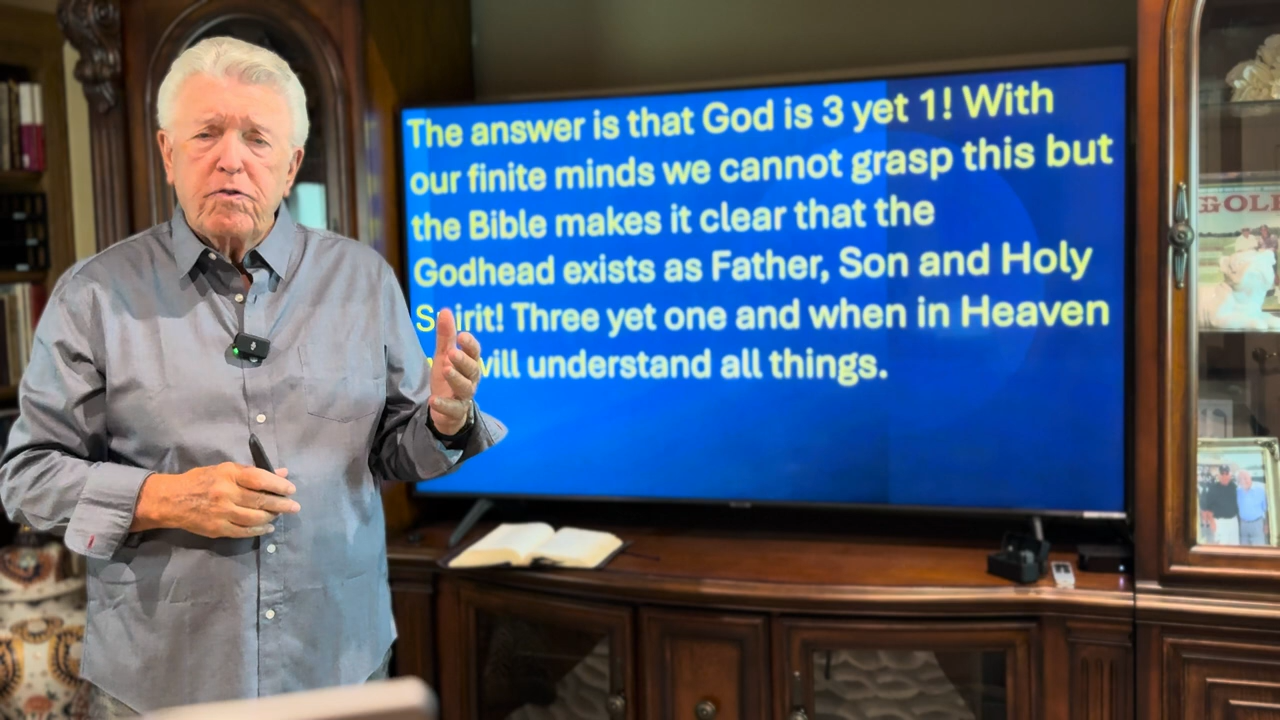 The answer is that God is 3 yet 1! With
our finite minds we cannot grasp this but
the Bible makes it clear that the
Godhead exists as Father, Son and Holy
Spirit! Three yet one and when in Heaven
will understand all things.
GOLF